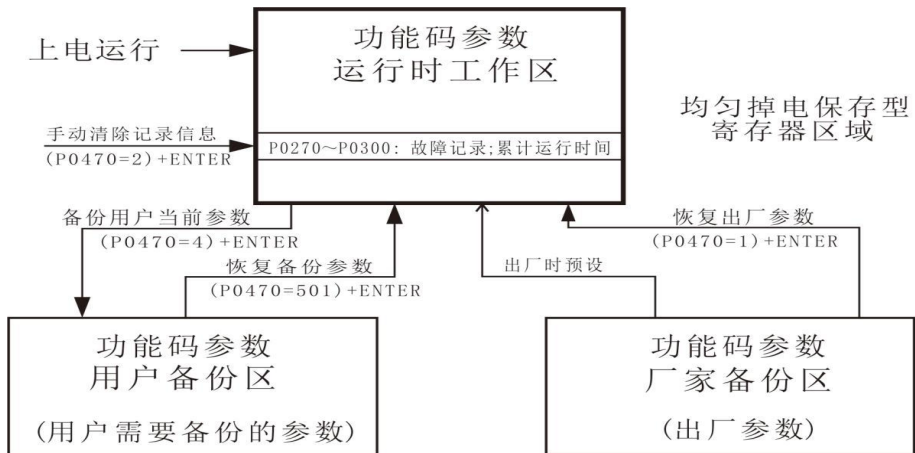 功能码参数
运行时工作区
上电运行
均匀掉电保存型
寄存器区域
手动清除记录信息
(P0470=2)+ENTER
P0270～P0300: 故障记录;累计运行时间
备份用户当前参数
(P0470=4)+ENTER
恢复备份参数
(P0470=501)+ENTER
出厂时预设
恢复出厂参数
(P0470=1)+ENTER
功能码参数
用户备份区
(用户需要备份的参数)
功能码参数
厂家备份区
(出厂参数)